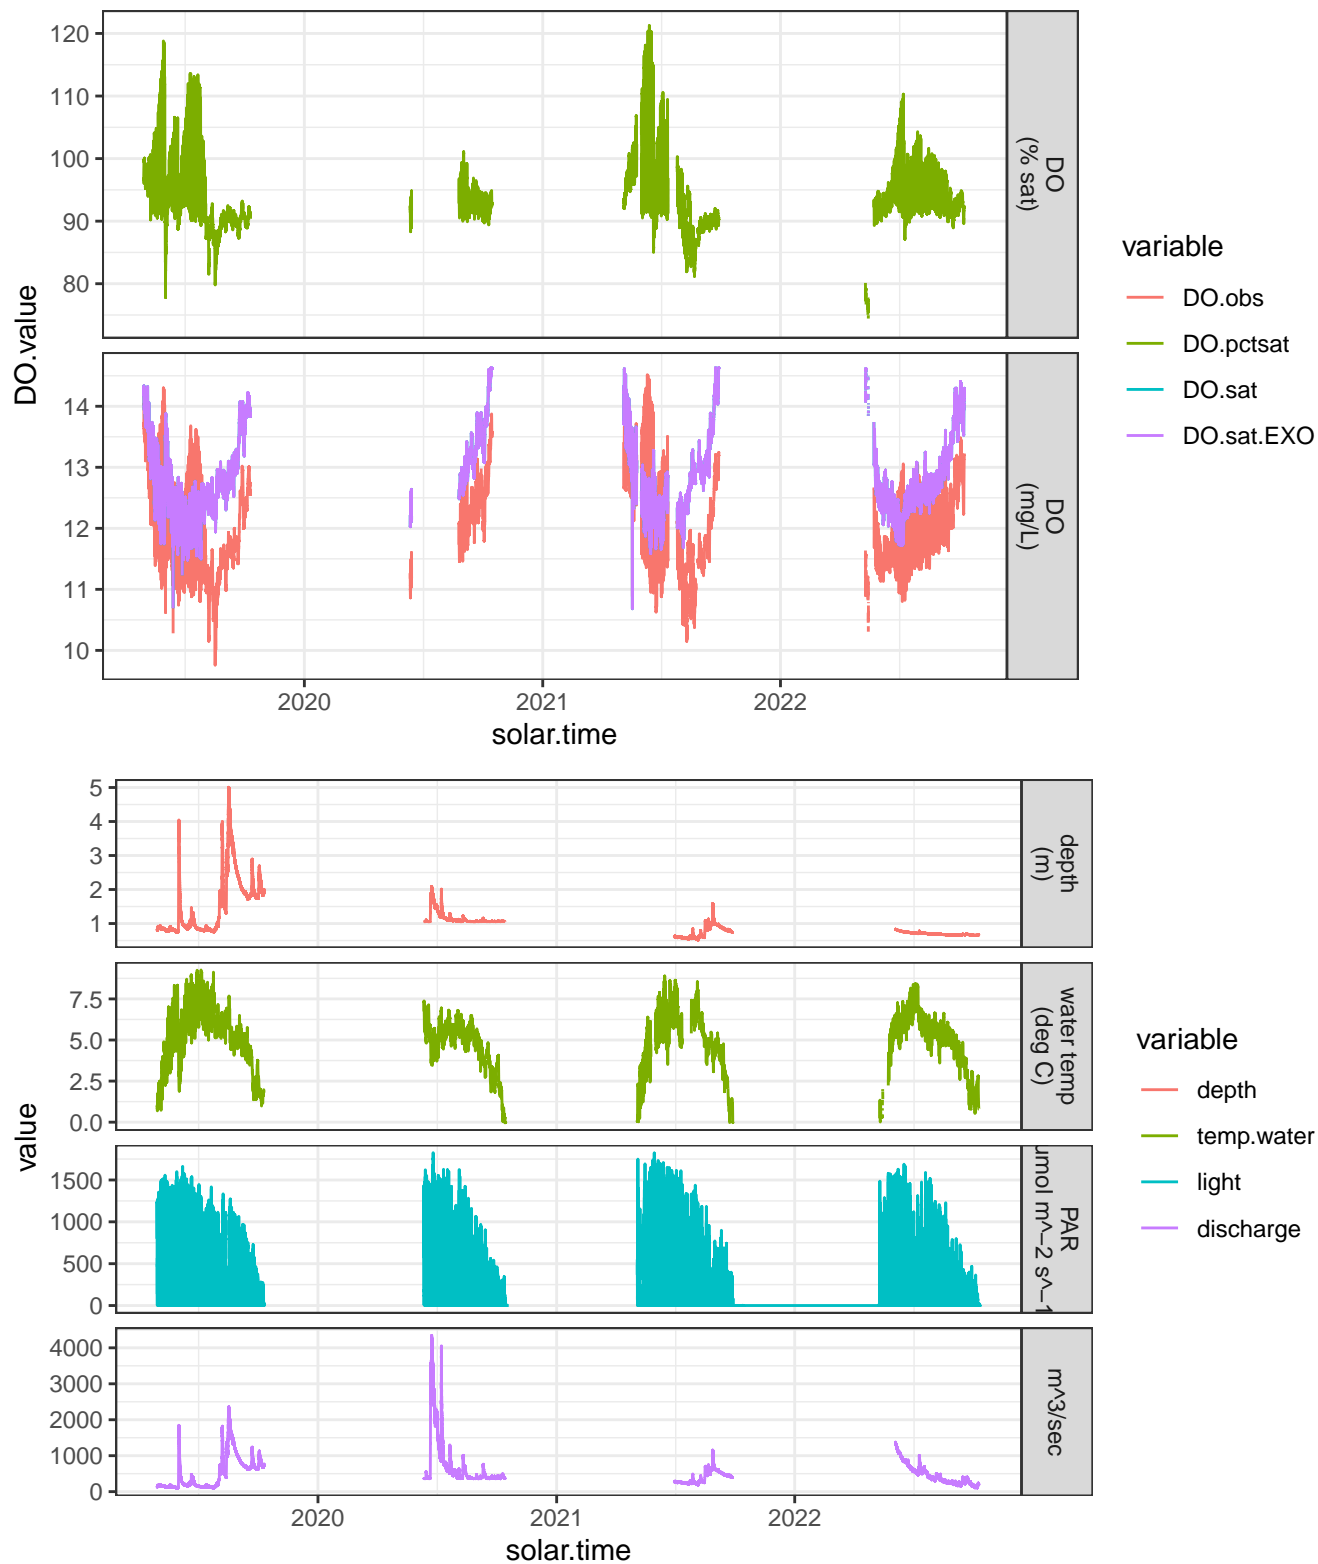 120
110
100
90
80
DO
(% sat)
14
13
12
11
10
DO
(mg/L)
DO.value
2020
2021
2022
solar.time
variable
DO.obs
DO.pctsat
DO.sat
DO.sat.EXO
5
4
3
2
1
depth
(m)
7.5
5.0
2.5
0.0
water temp
(deg C)
1500
1000
500
0
PAR
umol m^-2 s^-1
4000
3000
2000
1000
0
m^3/sec
value
2020
2021
2022
solar.time
variable
depth
temp.water
light
discharge